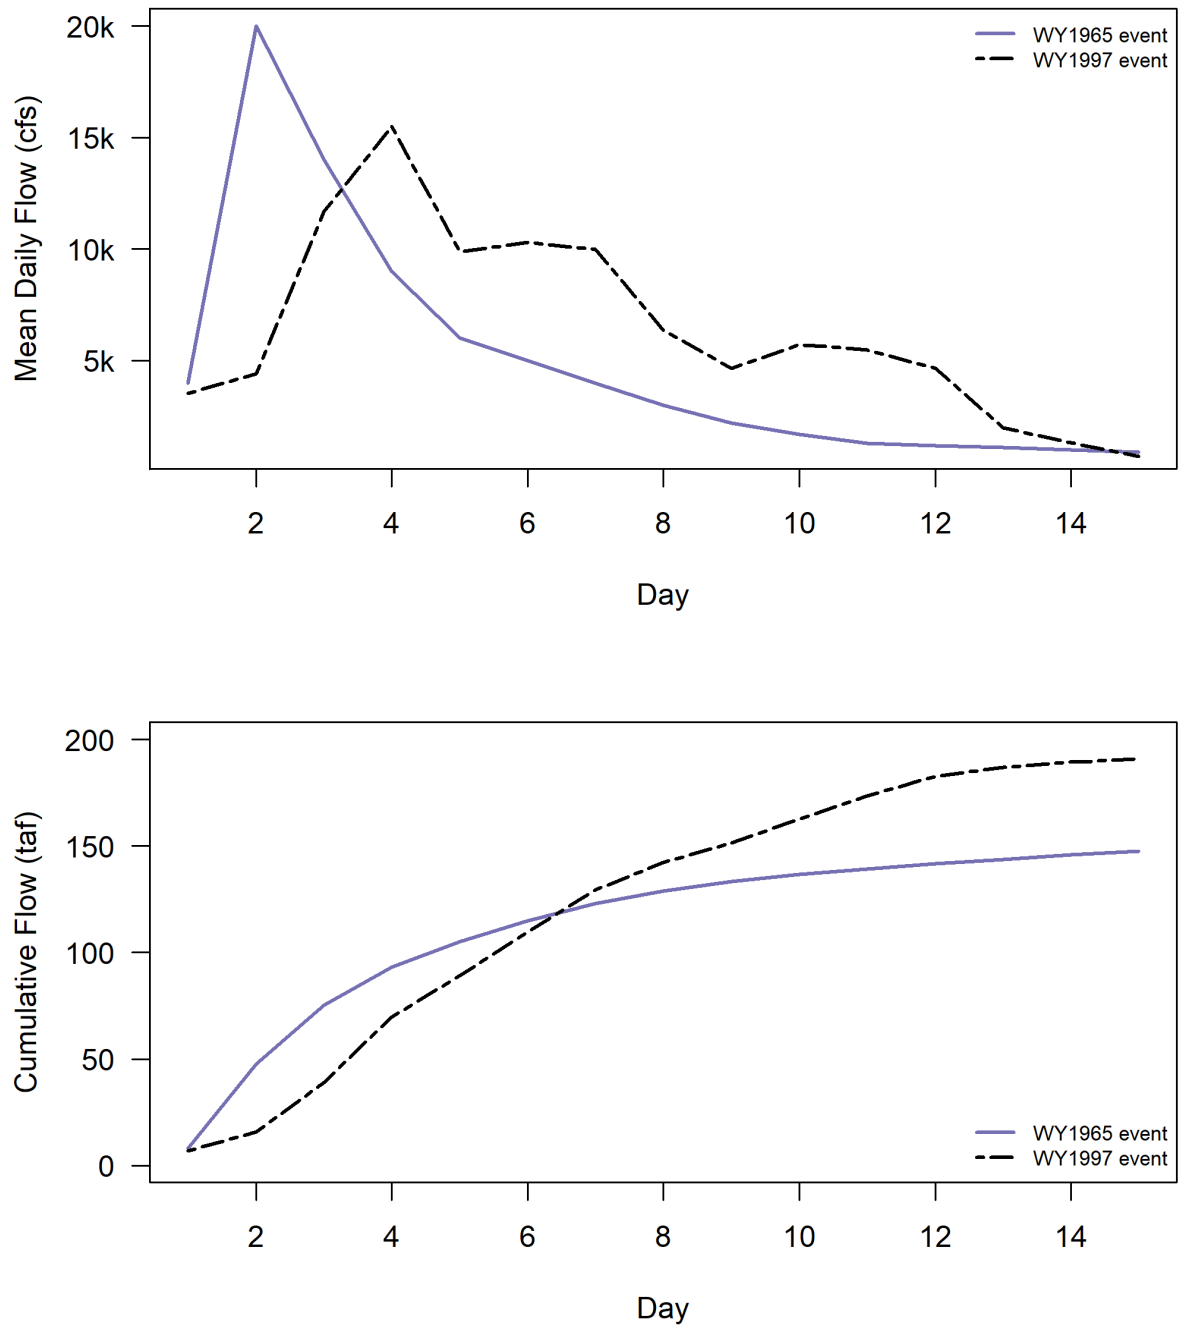 Mean Daily Flow (cfs)
20k
15k
10k
5k
WY1965 event
WY1997 event
2 4 6 8 10 12 14
Day
Cumulative Flow (taf)
200
150
100
50
0
WY1965 event
WY1997 event
2 4 6 8 10 12 14
Day